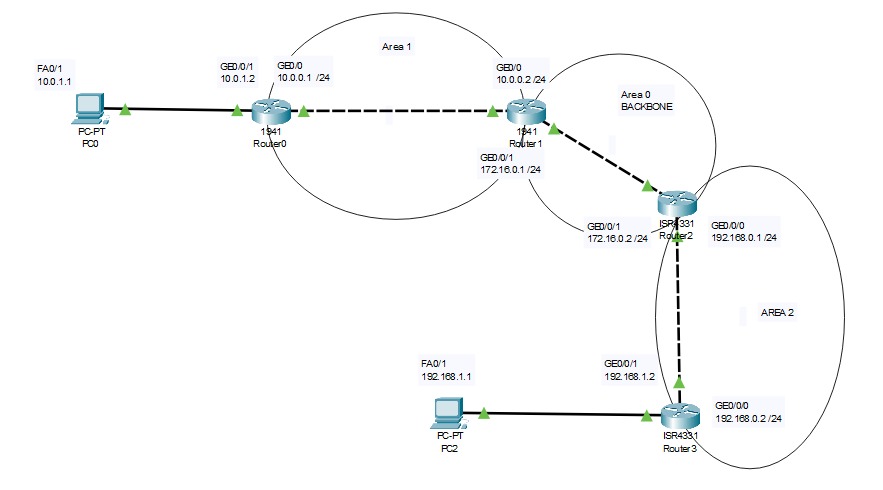 Area 1
FA0/1
10.0.1.1
GE0/0/1
10.0.1.2
GE0/0
10.0.0.1 /24
GE0/0
10.0.0.2 /24
Area 0
BACKBONE
PC-PT
PC0
1941
Router0
1941
Router1
GE0/0/1
172.16.0.1 /24
GE0/0/1
172.16.0.2 /24
ISR4331
Router2
GE0/0/0
192.168.0.1 /24
AREA 2
FA0/1
192.168.1.1
GE0/0/1
192.168.1.2
GE0/0/0
192.168.0.2 /24
PC-PT
PC2
ISR4331
Router3